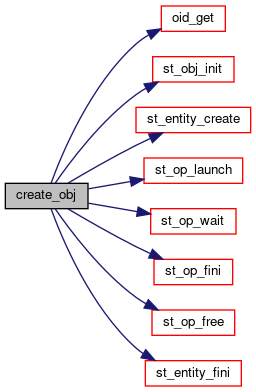 oid_get
st_obj_init
st_entity_create
st_op_launch
create_obj
st_op_wait
st_op_fini
st_op_free
st_entity_fini